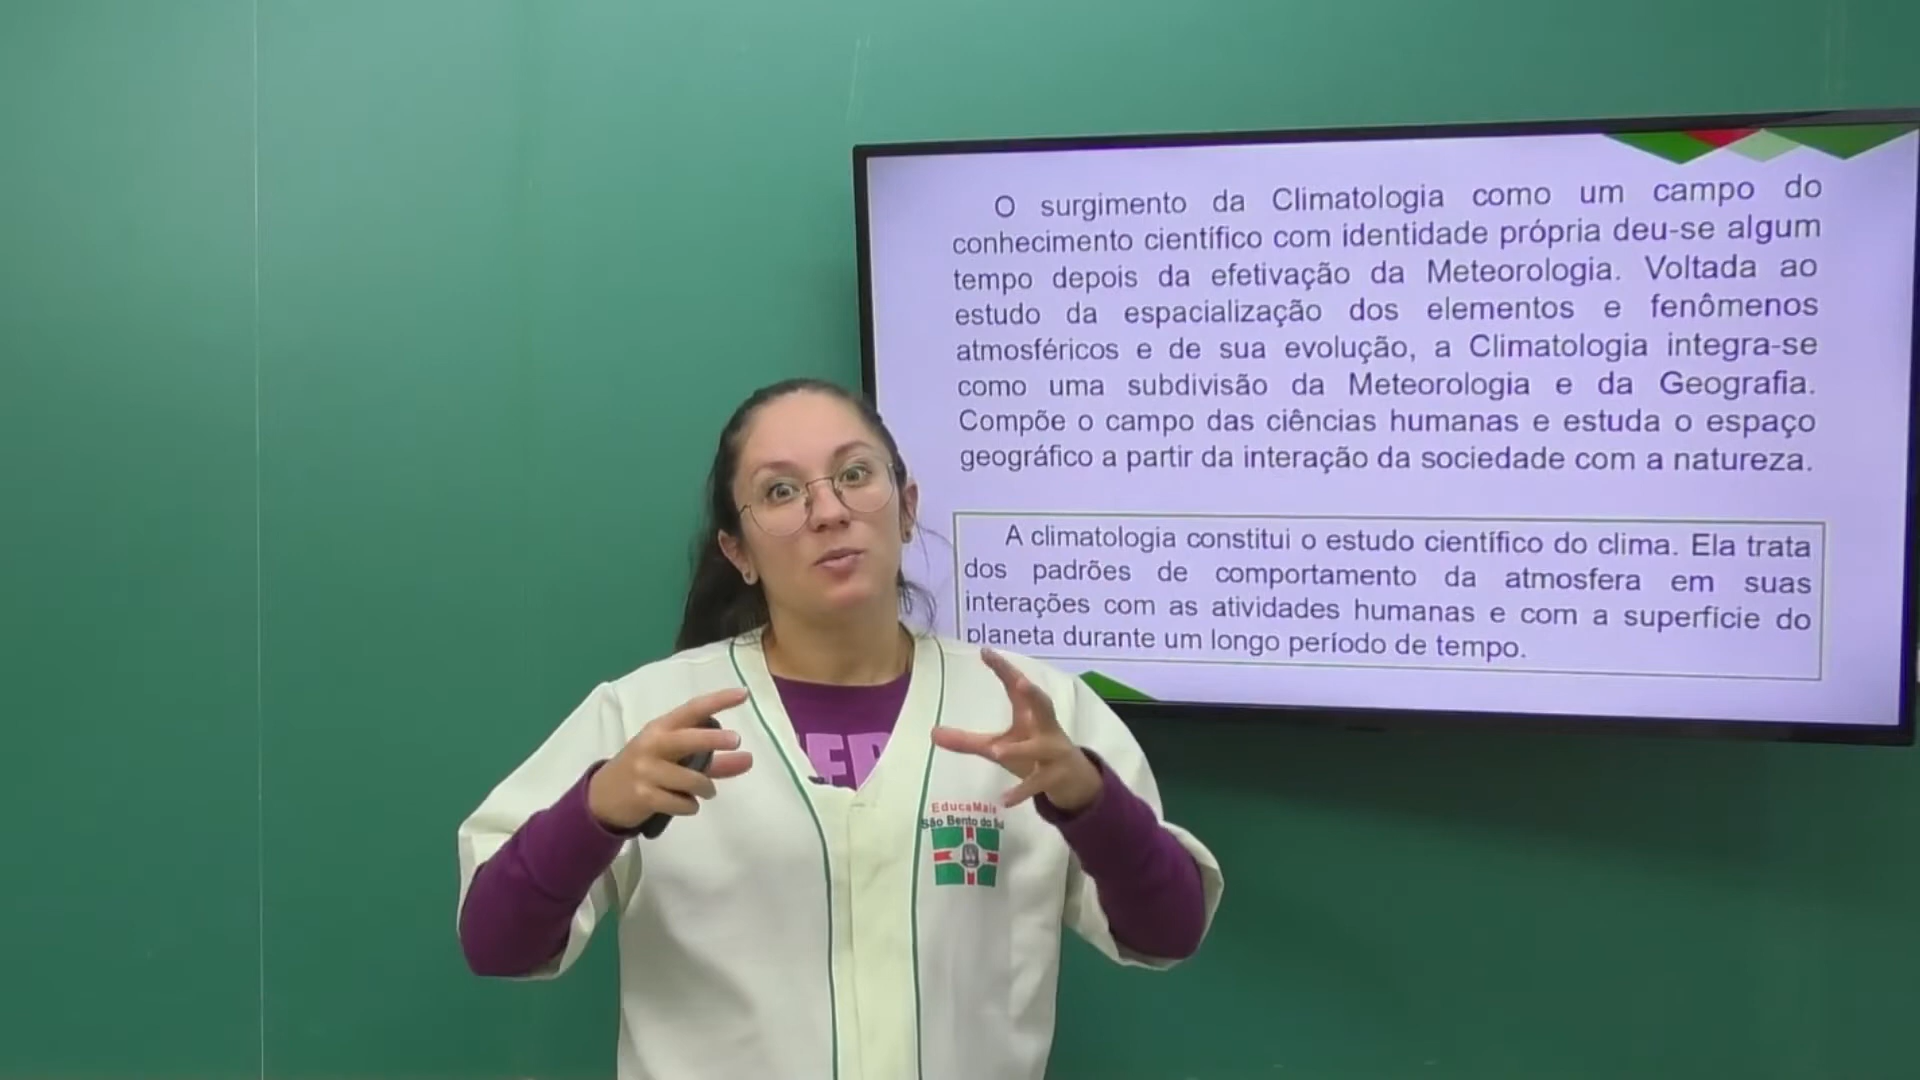 O surgimento da Climatologia como um campo do
conhecimento científico com identidade própria deu-se algum
tempo depois da efetivação da Meteorologia. Voltada ao
estudo da espacialização dos elementos e fenômenos
atmosféricos e de sua evolução, a Climatologia integra-se
como uma subdivisão da Meteorologia e da Geografia.
Compõe o campo das ciências humanas e estuda o espaço
geográfico a partir da interação da sociedade com a natureza.
A climatologia constitui o estudo científico do clima. Ela trata
dos padrões de comportamento da atmosfera em suas
interações com as atividades humanas e com a superfície do
planeta durante um longo período de tempo.
EducaMais
São Bento do Sul